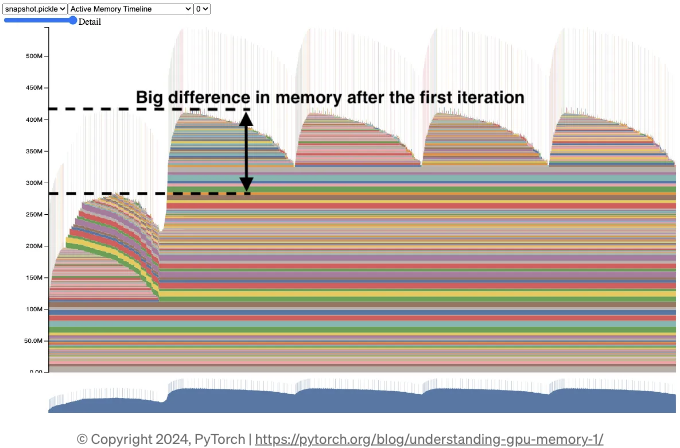 snapshot.pickle Active Memory Timeline 0
Detail
500M
450M
Big difference in memory after the first iteration
400M
350M
300M
250M
200M
150M
100M
50.0M
0.00
© Copyright 2024, PyTorch | https://pytorch.org/blog/understanding-gpu-memory-1/